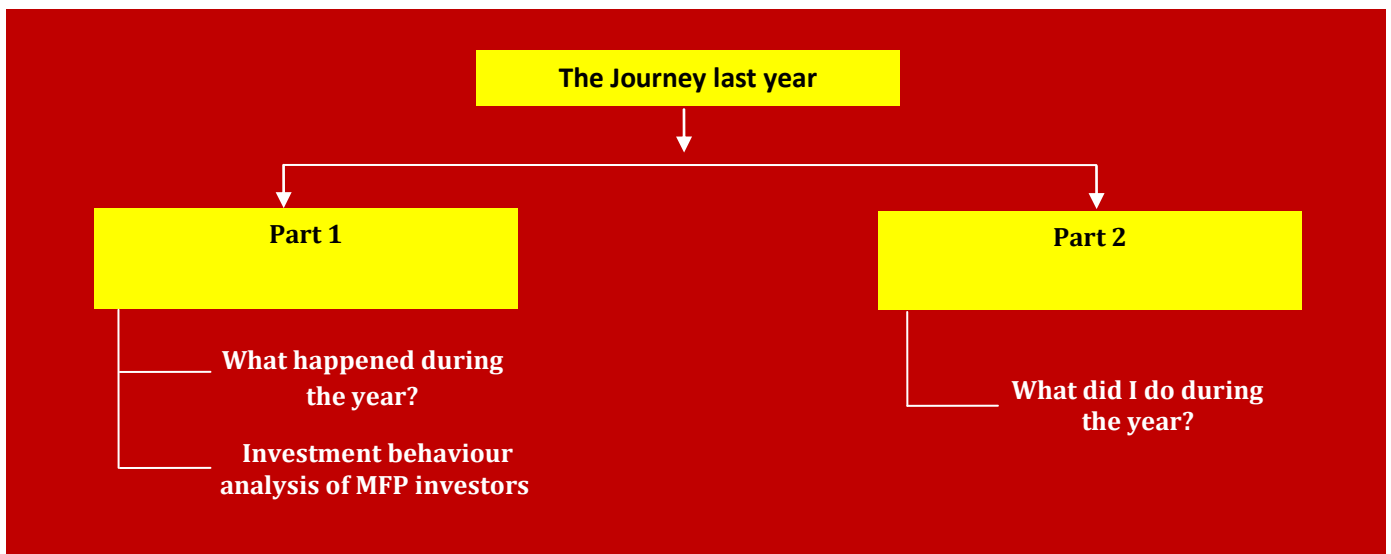 The Journey last year
Part 1
What happened during
the year?
Investment behaviour
analysis of MFP investors
Part 2
What did I do during
the year?